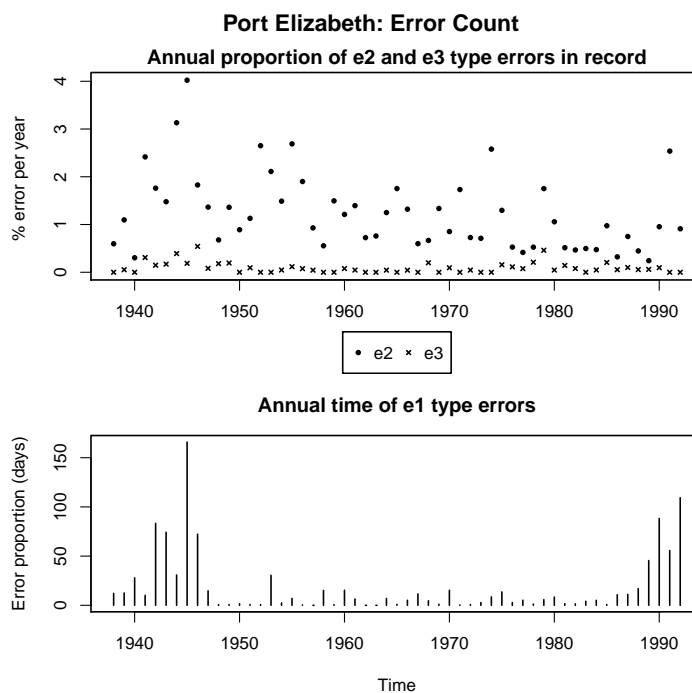 Port Elizabeth: Error Count
Annual proportion of e2 and e3 type errors in record
% error per year
4
3
2
1
0
1940 1950 1960 1970 1980 1990
e2 e3
Annual time of e1 type errors
Error proportion (days)
150
100
50
0
1940 1950 1960 1970 1980 1990
Time